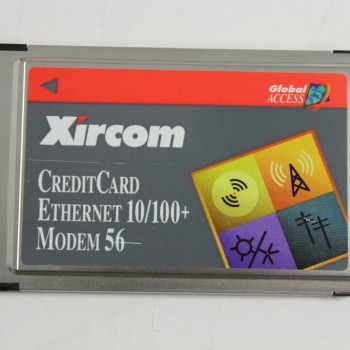 Global
ACCESS
Xircom
CREDITCARD
ETHERNET 10/100+
MODEM 56